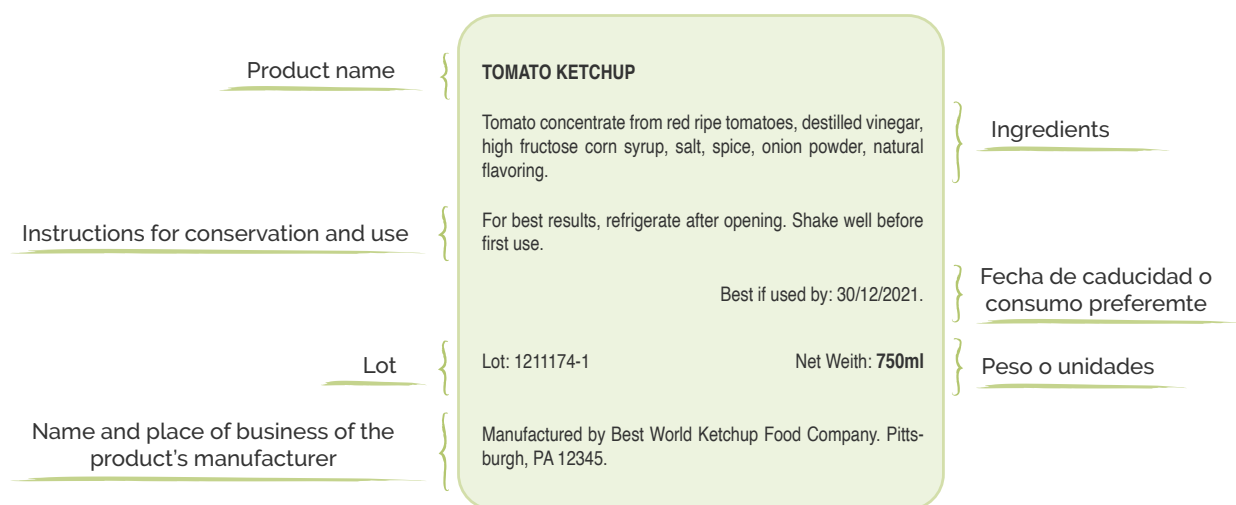 Product name
TOMATO KETCHUP
Tomato concentrate from red ripe tomatoes, destilled vinegar,
high fructose corn syrup, salt, spice, onion powder, natural
flavoring.
Ingredients
Instructions for conservation and use
For best results, refrigerate after opening. Shake well before
first use.
Best if used by: 30/12/2021.
Fecha de caducidad o
consumo preferemte
Lot
Lot: 1211174-1
Net Weith: 750ml
Peso o unidades
Name and place of business of the
product's manufacturer
Manufactured by Best World Ketchup Food Company. Pitts-
burgh, PA 12345.